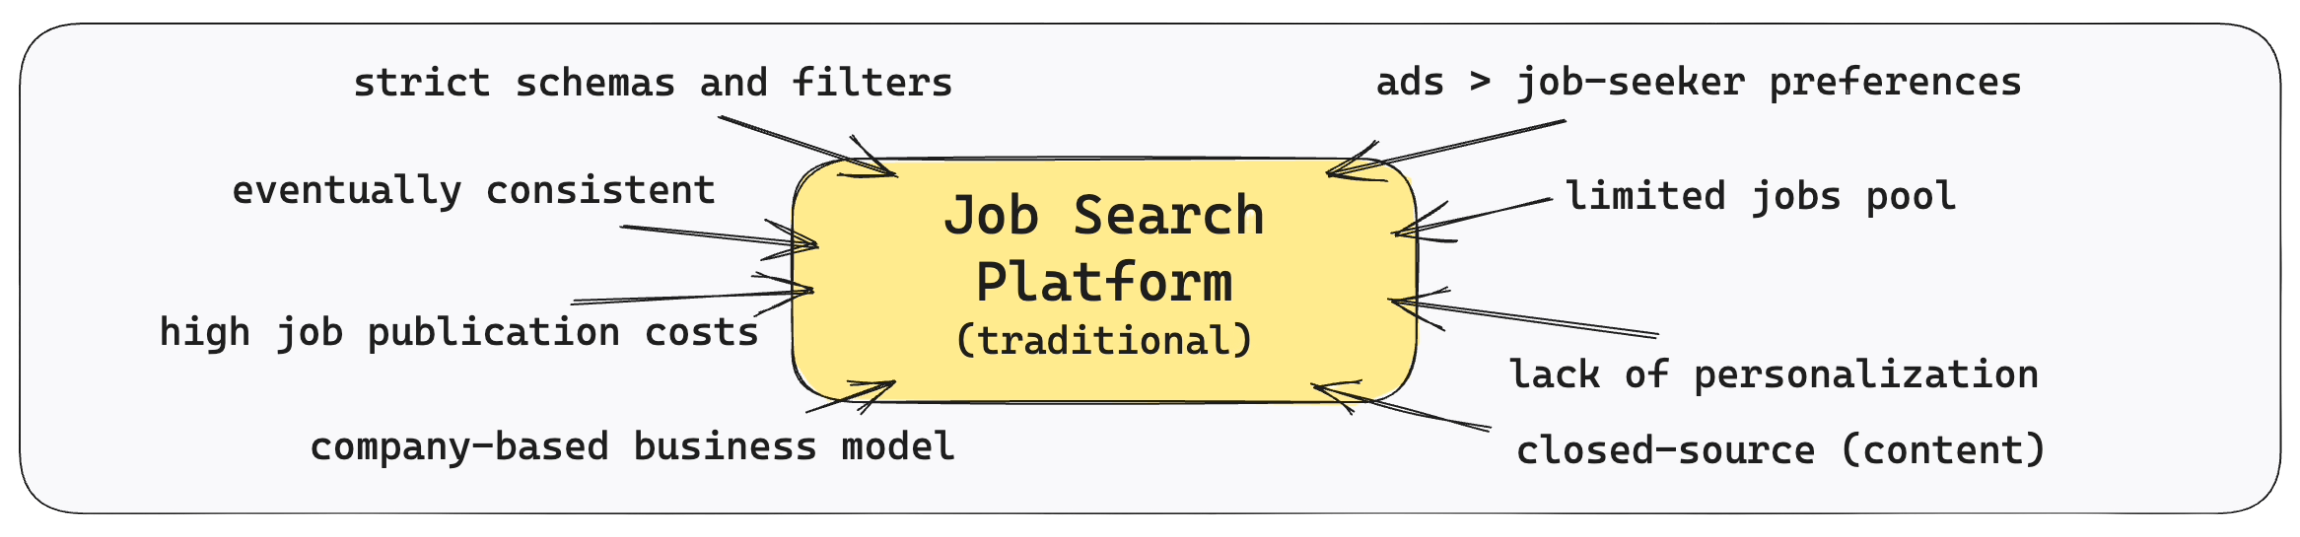 strict schemas and filters
ads > job-seeker preferences
eventually consistent
limited jobs pool
Job Search
Platform
(traditional)
high job publication costs
lack of personalization
company-based business model
closed-source (content)